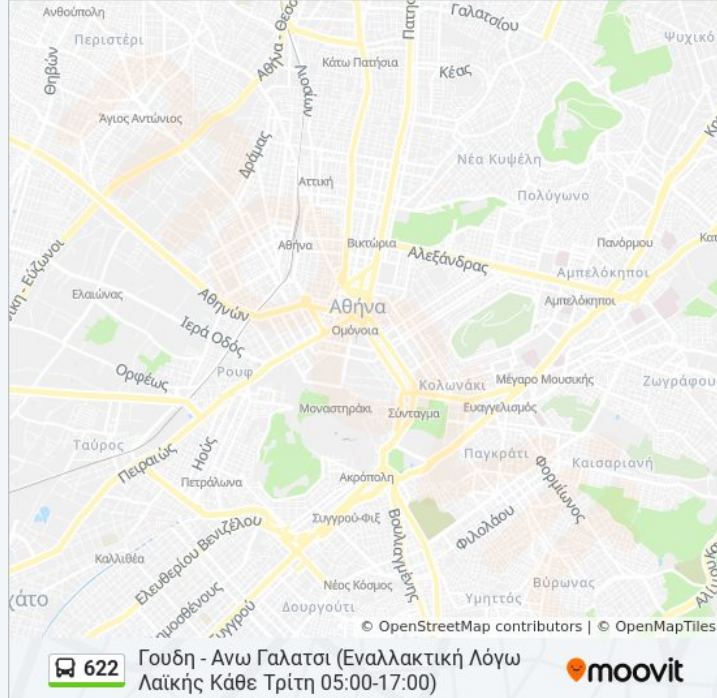 Ανθούπολη
Γαλατσίου
Περιστέρι
Ψυχικό
Κάτω Πατήσια
Κέας
Θηβών
Λιοσίων
Άγιος Αντώνιος
Δράμας
Νέα Κυψέλη
Αττική
Πολύγωνο
Αθήνα
Βικτώρια
Πανόρμου
Αλεξάνδρας
Αμπελόκηποι
Ελαιώνας
Αθηνών
Αμπελόκηποι
Αθήνα
Ιερά Οδός
Ομόνοια
Ορφέως
Ρουφ
Κολωνάκι
Μέγαρο Μουσικής
Ζωγράφου
Μοναστηράκι
Σύνταγμα
Ευαγγελισμός
Ταύρος
Πειραιώς
Ηούς
Παγκράτι
Καισαριανή
Πετράλωνα
Ακρόπολη
Φορμίωνος
Συγγρού-Φιξ
Βουλιαγμένης
Φιλολάου
Ελευθερίου Βενιζέλου
Καλλιθέα
Νέος Κόσμος
Βύρωνας
Υμηττός
Δουργούτι
© OpenStreetMap contributors | © OpenMapTiles
622
Γουδη - Ανω Γαλατσι (Εναλλακτική Λόγω
Λαϊκής Κάθε Τρίτη 05:00-17:00)
moovit